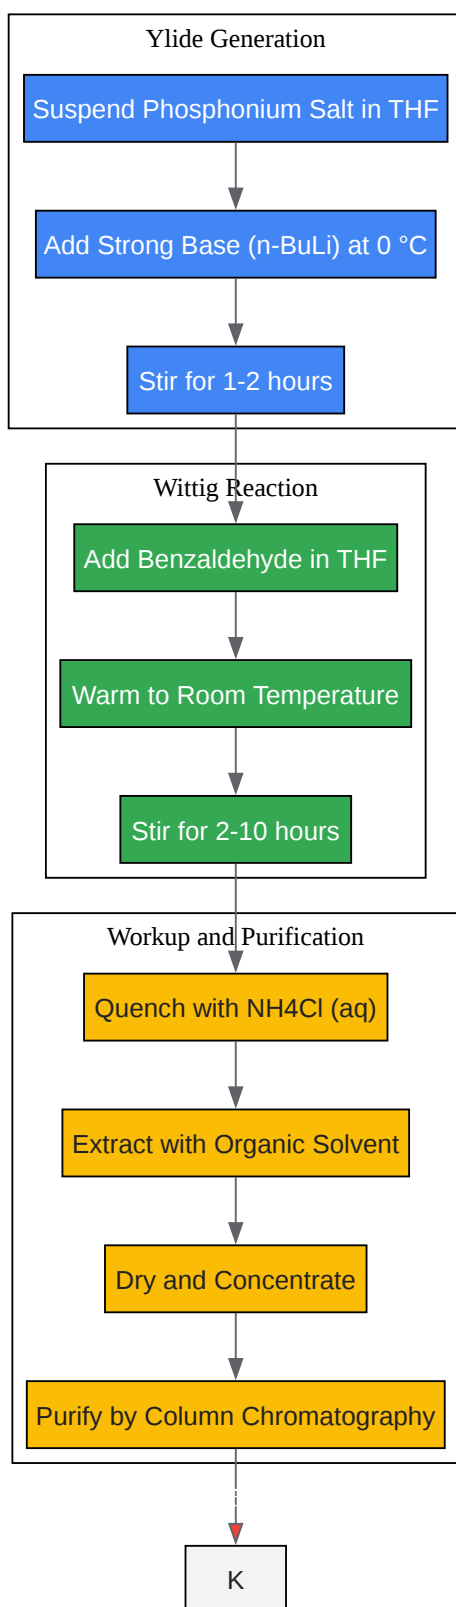 Ylide Generation
Suspend Phosphonium Salt in THF
Add Strong Base (n-BuLi) at 0 °C
Stir for 1-2 hours
Wittig Reaction
Add Benzaldehyde in THF
Warm to Room Temperature
Stir for 2-10 hours
Workup and Purification
Quench with NH4Cl (aq)
Extract with Organic Solvent
Dry and Concentrate
Purify by Column Chromatography
K